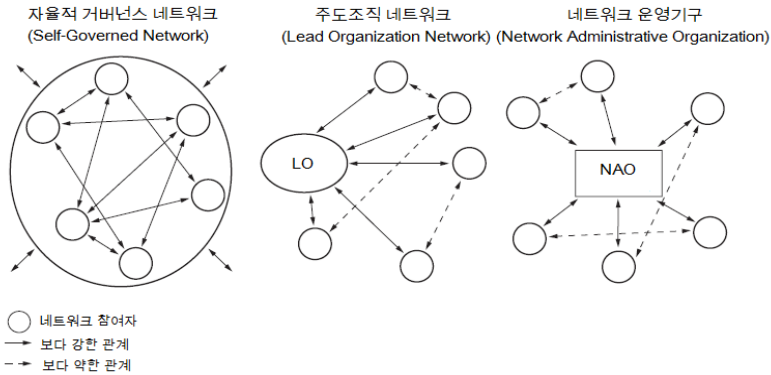 자율적 거버넌스 네트워크
(Self-Governed Network)
주도조직 네트워크
(Lead Organization Network)
네트워크 운영기구
(Network Administrative Organization)
LO
NAO
네트워크 참여자
보다 강한 관계
보다 약한 관계